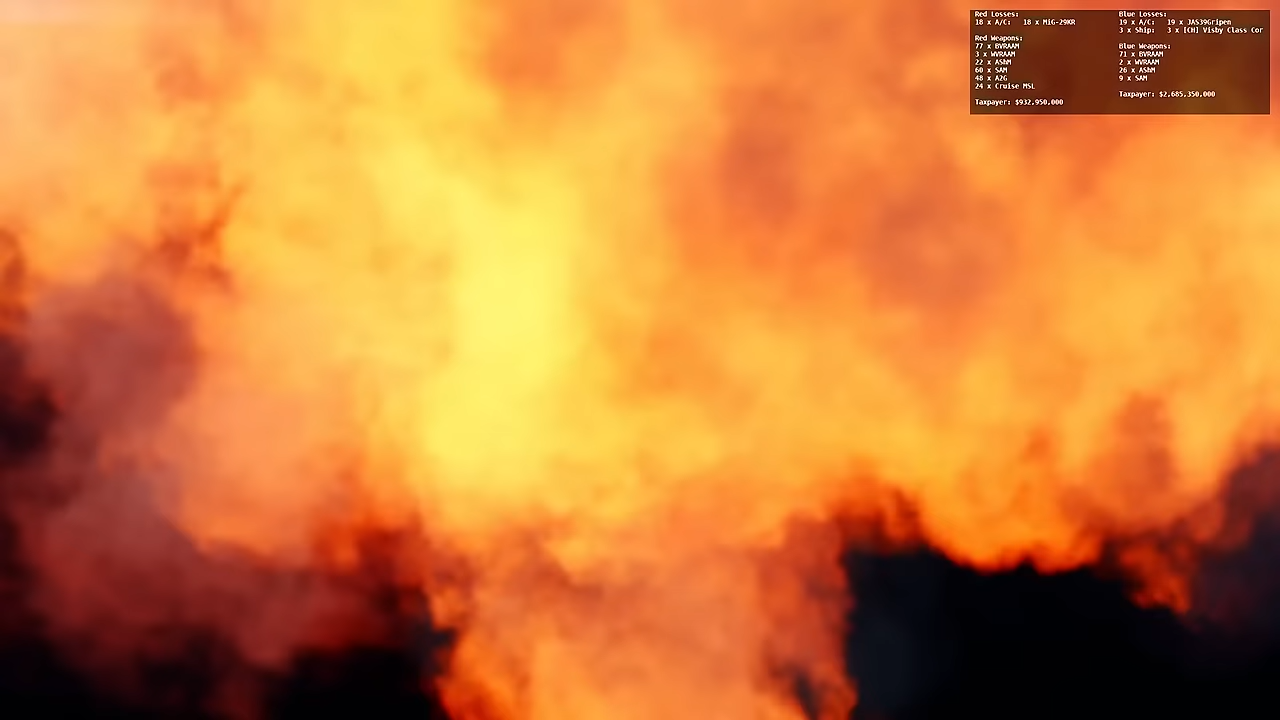 Red Losses:
18 x A/C: 18 x MiG-29KR
Red Weapons:
77 x BVRAAM
3 x WVRAAM
22 x AShM
60 x SAM
48 x A2G
24 x Cruise MSL
Taxpayer: $932,950,000
Blue Losses:
19 x A/C: 19 x JAS39Gripen
3 x Ship: 3 x [CH] Visby Class Cor
Blue Weapons:
71 x BVRAAM
2 x WVRAAM
26 x AShM
9 x SAM
Taxpayer: $2,685,350,000